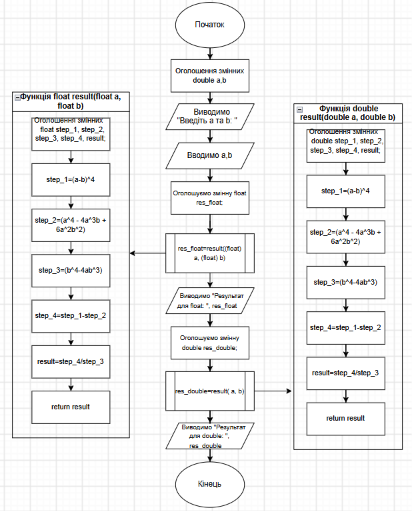 Початок
Оголошення змінних
double a,b
Виводимо
"Введіть а та b: "
Вводимо a,b
Оголошуємо змінну float
res_float;
res_float=result((float)
a, (float) b)
Виводимо "Результат
для float: ", res_float
Оголошуємо змінну
double res_double;
res_double=result( a, b)
Виводимо "Результат
для double: ",
res_double
Кінець
Функція float result(float a,
float b)
Оголошення змінних
float step_1, step_2,
step_3, step_4, result;
step_1=(a-b)^4
step_2=(a^4 - 4a^3b +
6a^2b^2)
step_3=(b^4-4ab^3)
step_4=step_1-step_2
result=step_4/step_3
return result
Функція double
result(double a, double b)
Оголошення змінних
double step_1, step_2,
step_3, step_4, result;
step_1=(a-b)^4
step_2=(a^4 - 4a^3b +
6a^2b^2)
step_3=(b^4-4ab^3)
step_4=step_1-step_2
result=step_4/step_3
return result